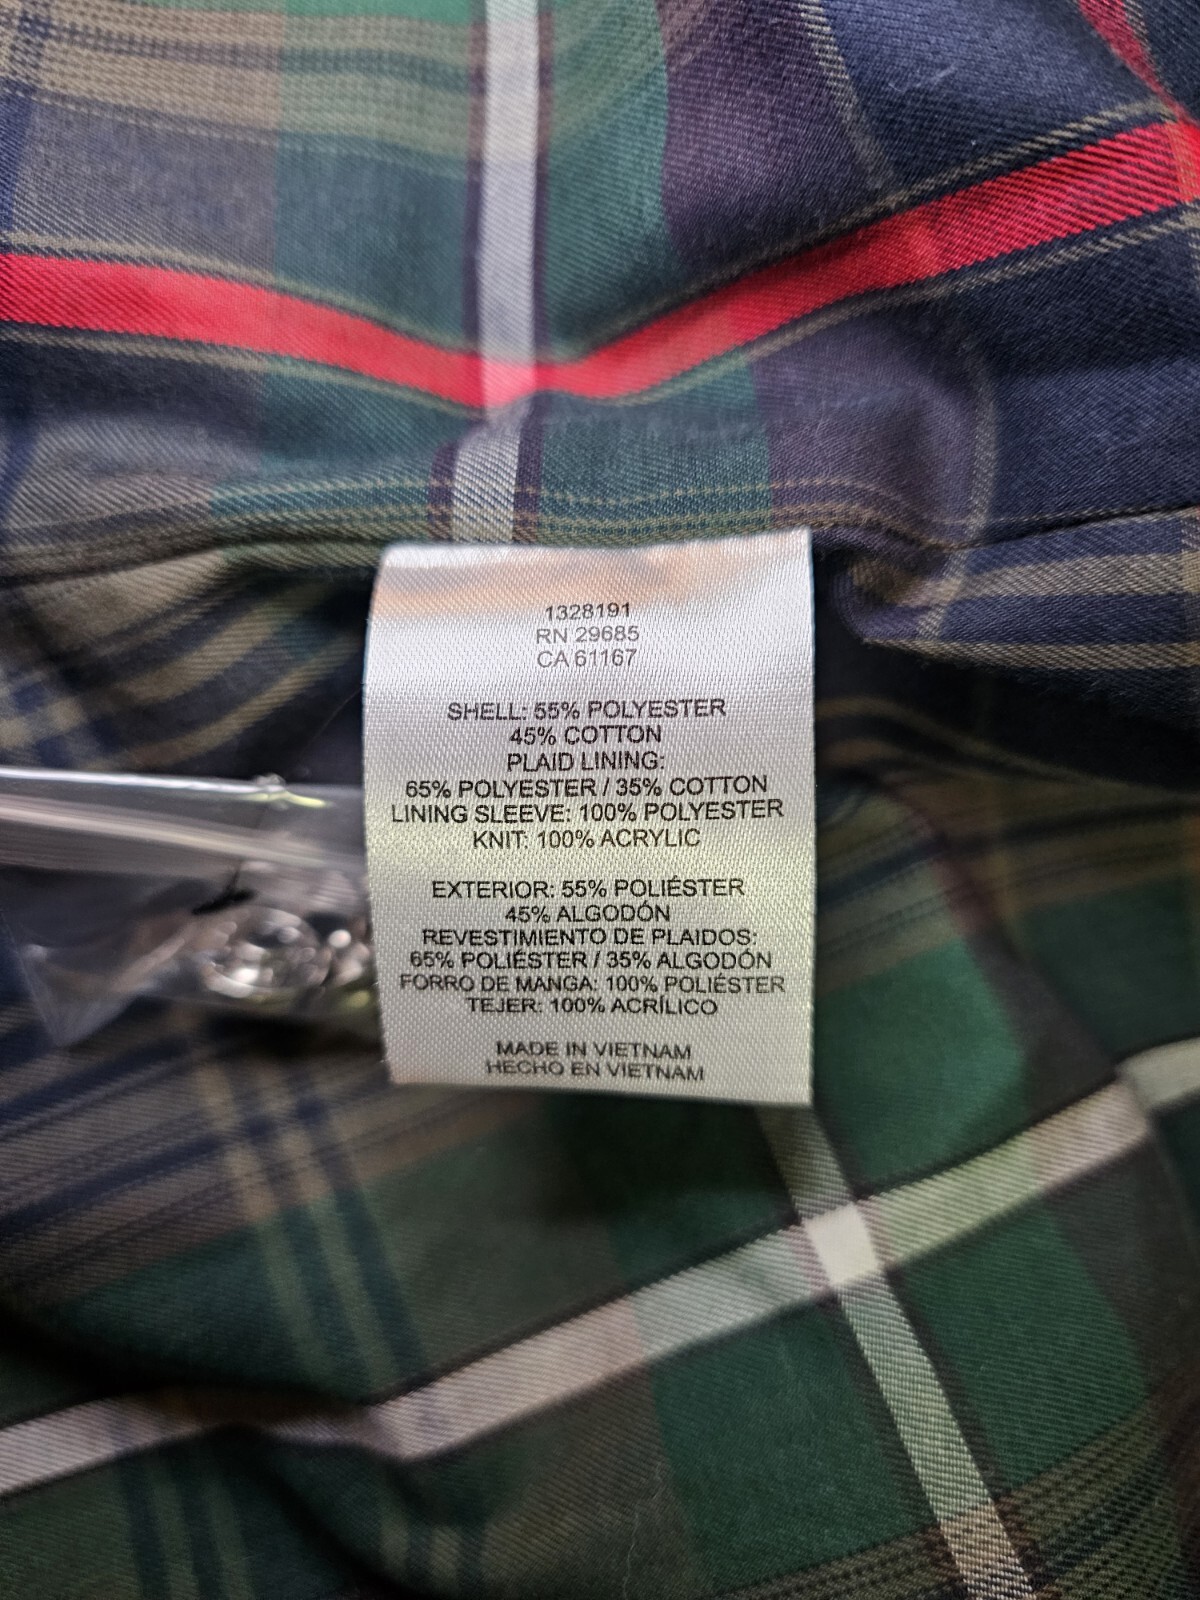 1328191
RN 29685
CA 61167
SHELL: 55% POLYESTER
45% COTTON
PLAID LINING:
65% POLYESTER / 35% COTTON
LINING SLEEVE: 100% POLYESTER
KNIT: 100% ACRYLIC
EXTERIOR: 55% POLIÉSTER
45% ALGODÓN
REVESTIMIENTO DE PLAIDOS:
65% POLIÉSTER / 35% ALGODÓN
FORRO DE MANGA: 100% POLIÉSTER
TEJER: 100% ACRÍLICO
MADE IN VIETNAM
HECHO EN VIETNAM